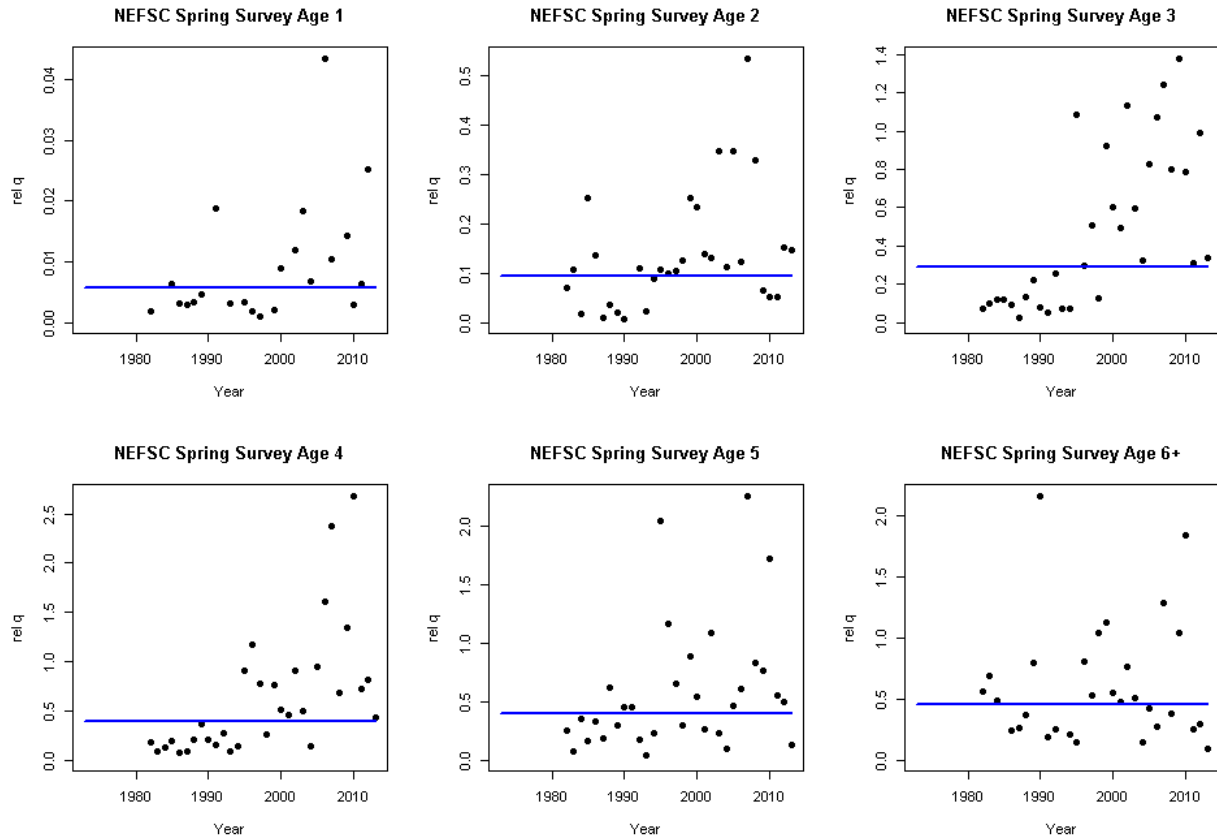 NEFSC Spring Survey Age 1
NEFSC Spring Survey Age 2
NEFSC Spring Survey Age 3
rel q
0.00 0.01 0.02 0.03 0.04
1980 1990 2000 2010
Year
rel q
0.0 0.1 0.2 0.3 0.4 0.5
1980 1990 2000 2010
Year
rel q
0.0 0.2 0.4 0.6 0.8 1.0 1.2 1.4
1980 1990 2000 2010
Year
NEFSC Spring Survey Age 4
NEFSC Spring Survey Age 5
NEFSC Spring Survey Age 6+
rel q
0.0 0.5 1.0 1.5 2.0 2.5
1980 1990 2000 2010
Year
rel q
0.0 0.5 1.0 1.5 2.0
1980 1990 2000 2010
Year
rel q
0.0 0.5 1.0 1.5 2.0
1980 1990 2000 2010
Year